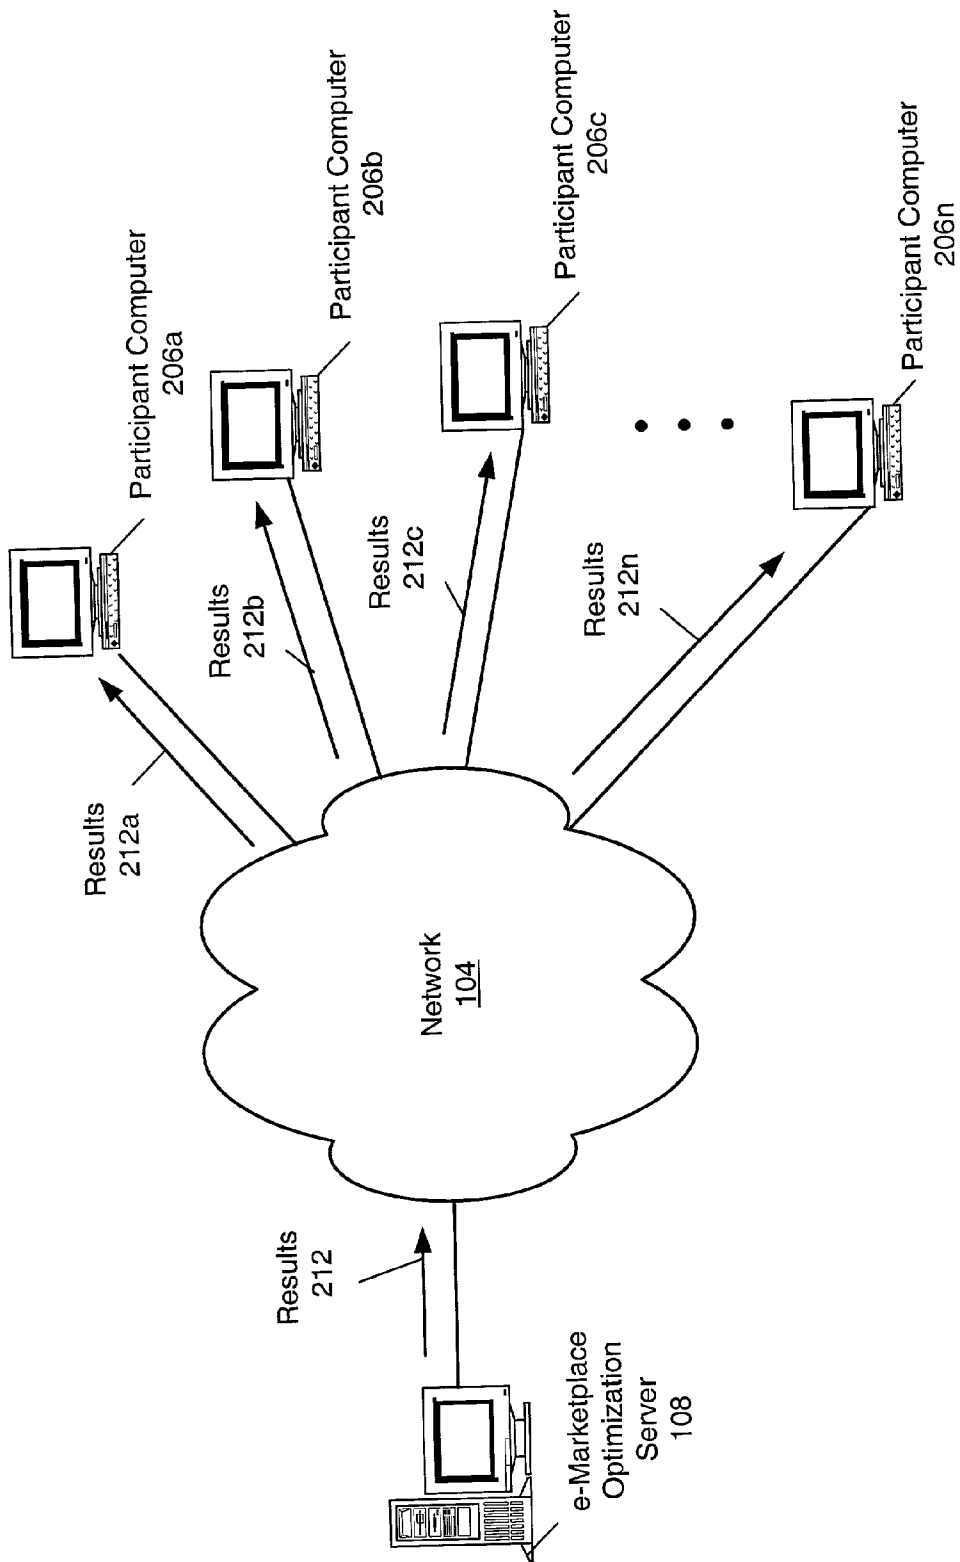 Participant Computer
206a
Participant Computer
206b
Participant Computer
206c
Participant Computer
206n
Results
212a
Results
212b
Results
212c
Results
212n
Network
104
Results
212
e-Marketplace
Optimization
Server
108